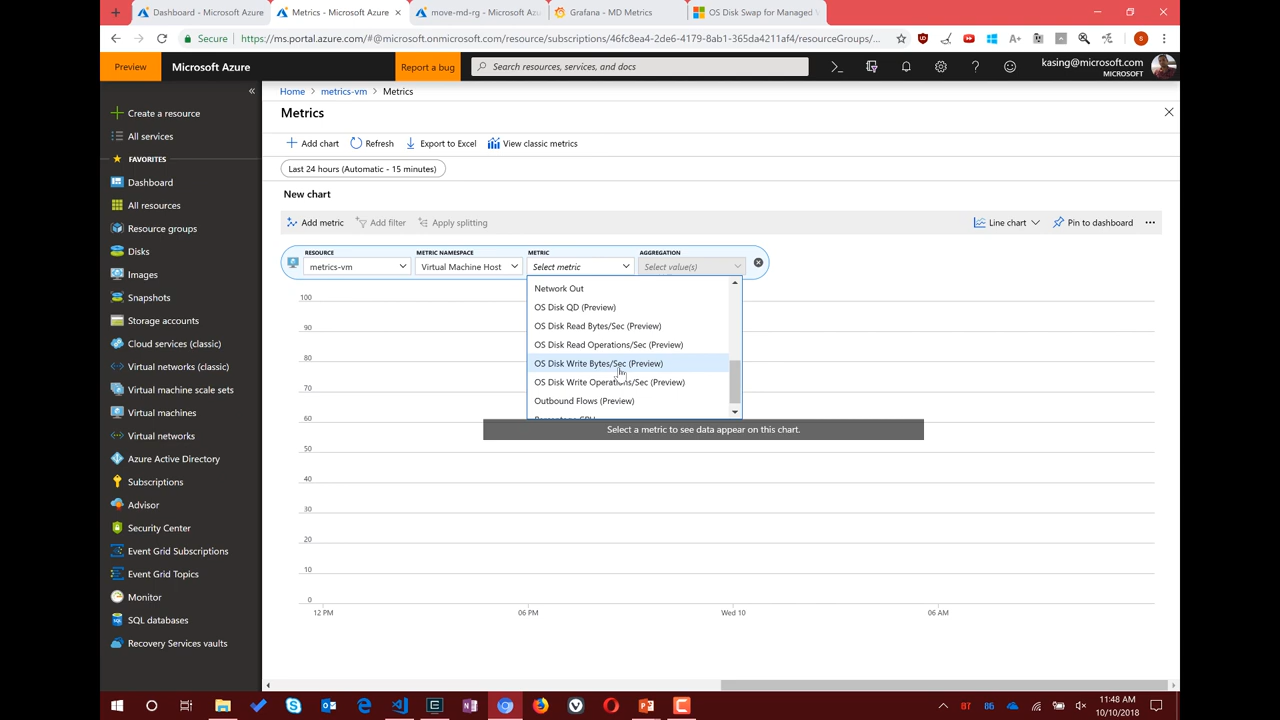 Dashboard - Microsoft Azure
Metrics - Microsoft Azure
move-md-rg - Microsoft Azu
Grafana - MD Metrics
OS Disk Swap for Managed V
Secure
https://ms.portal.azure.com/#@microsoft.onmicrosoft.com/resource/subscriptions/46fc8ea4-2de6-4179-8ab1-365da4211af4/resourceGroups/...
Preview
Microsoft Azure
Report a bug
Search resources, services, and docs
kasing@microsoft.com
MICROSOFT
Create a resource
All services
FAVORITES
Dashboard
All resources
Resource groups
Disks
Images
Snapshots
Storage accounts
Cloud services (classic)
Virtual networks (classic)
Virtual machine scale sets
Virtual machines
Virtual networks
Azure Active Directory
Subscriptions
Advisor
Security Center
Event Grid Subscriptions
Event Grid Topics
Monitor
SQL databases
Recovery Services vaults
Home > metrics-vm > Metrics
Metrics
Add chart
Refresh
Export to Excel
View classic metrics
Last 24 hours (Automatic - 15 minutes)
New chart
Add metric
Add filter
Apply splitting
Line chart
Pin to dashboard
RESOURCE
metrics-vm
METRIC NAMESPACE
Virtual Machine Host
METRIC
Select metric
AGGREGATION
Select value(s)
Network Out
OS Disk QD (Preview)
OS Disk Read Bytes/Sec (Preview)
OS Disk Read Operations/Sec (Preview)
OS Disk Write Bytes/Sec (Preview)
OS Disk Write Operations/Sec (Preview)
Outbound Flows (Preview)
Select a metric to see data appear on this chart.
100
90
80
70
60
50
40
30
20
10
0
12 PM
06 PM
Wed 10
06 AM
11:48 AM
10/10/2018